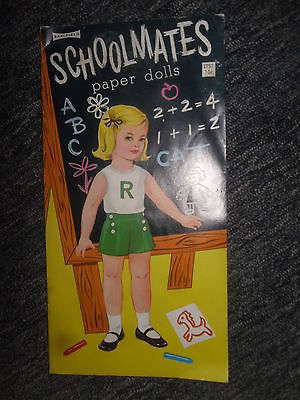 SCHOOLMATES
paper dolls
A
B
C
2 + 2 = 4
1 + 1 = 2
CAT
R